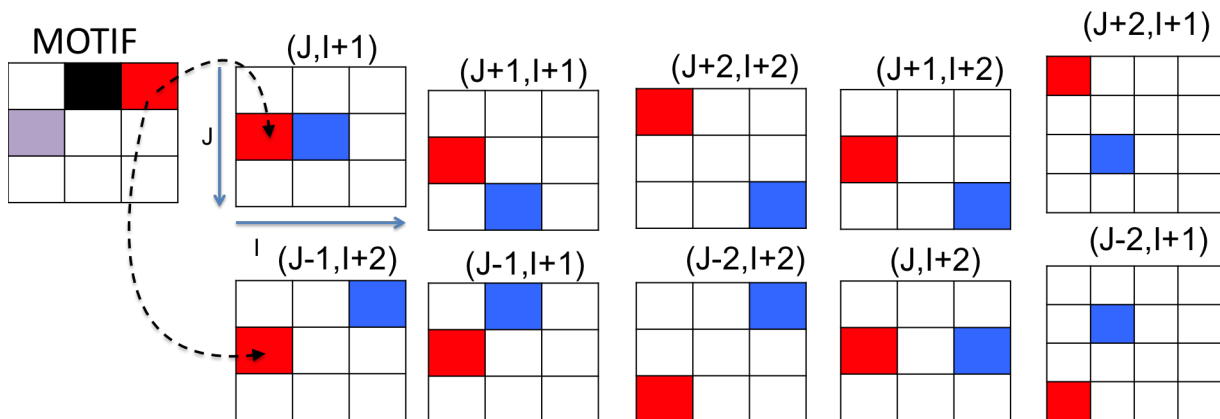 MOTIF
(J,I+1)
(J+1,I+1)
(J+2,I+2)
(J+1,I+2)
(J+2,I+1)
J
I
(J-1,I+2)
(J-1,I+1)
(J-2,I+2)
(J,I+2)
(J-2,I+1)